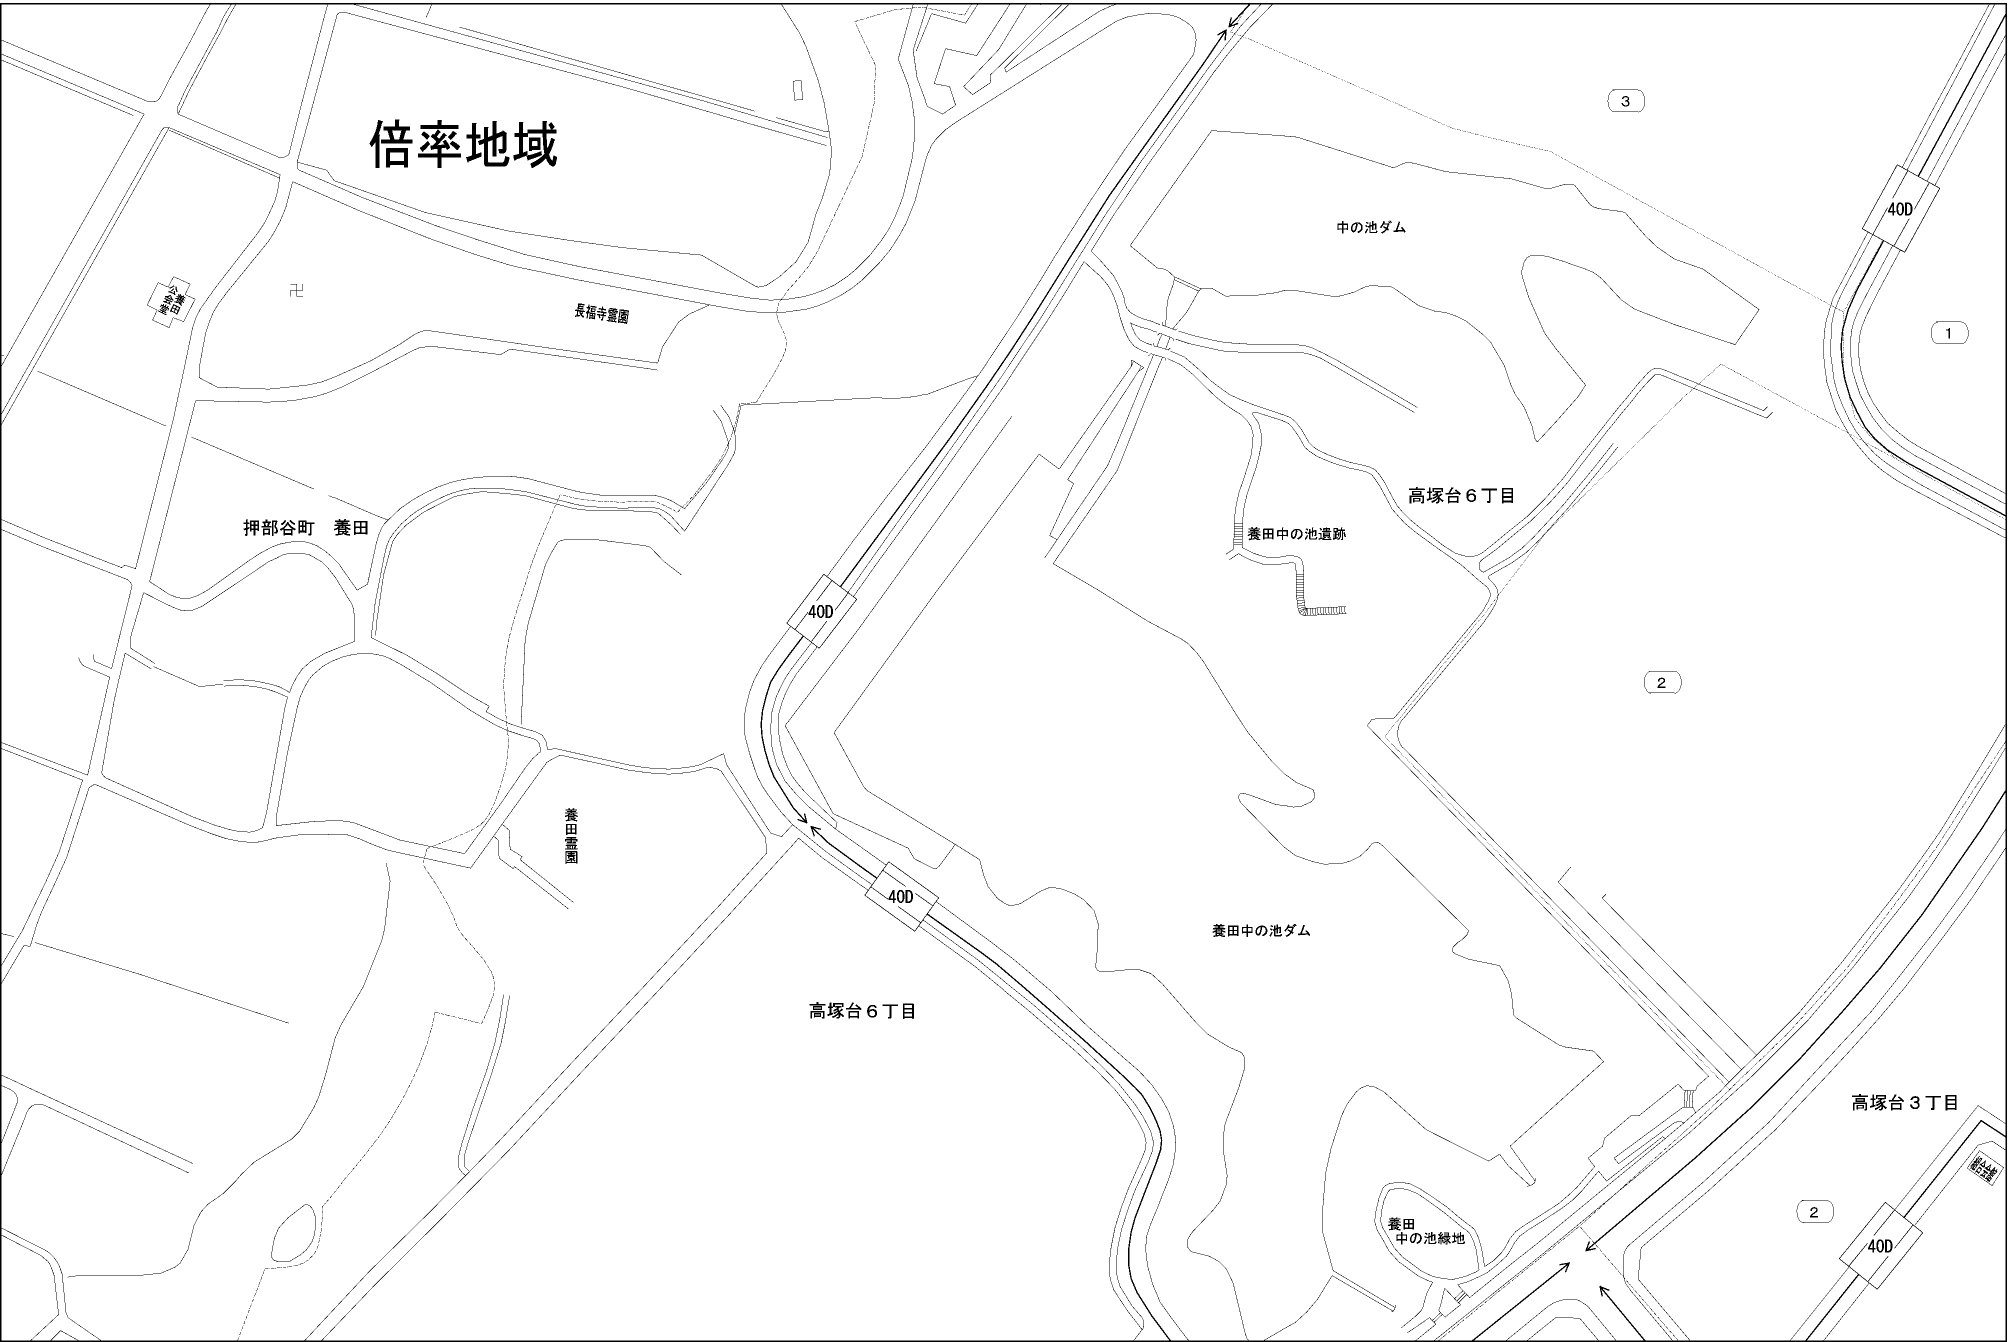 3
倍率地域
40D
中の池ダム
養田
公会堂
卍
長福寺霊園
1
高塚台６丁目
押部谷町　養田
養田中の池遺跡
40D
2
養田霊園
40D
養田中の池ダム
高塚台６丁目
高塚台３丁目
2
養田
中の池緑地
40D